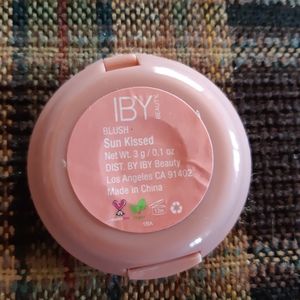 IBY
BEAUTY
BLUSH
Sun Kissed
Net Wt. 3 g / 0.1 oz
DIST. BY IBY Beauty
Los Angeles CA 91402
Made in China